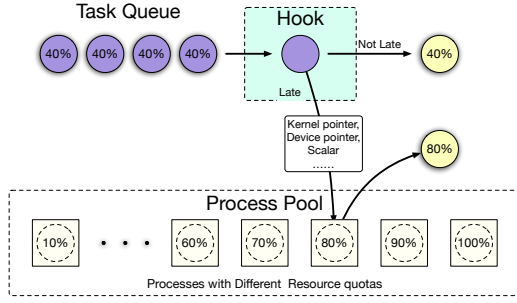 Task Queue
Hook
40% 40% 40% 40%
Not Late
40%
Late
Kernel pointer,
Device pointer,
Scalar
......
80%
Process Pool
10% • • • 60% 70% 80% 90% 100%
Processes with Different Resource quotas